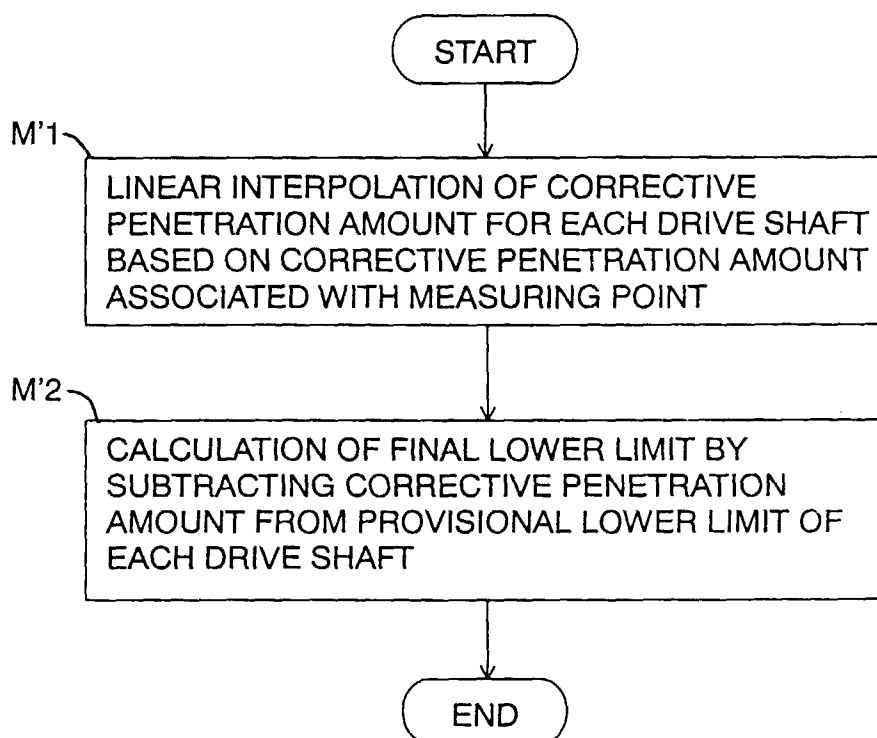 START
M'1
LINEAR INTERPOLATION OF CORRECTIVE
PENETRATION AMOUNT FOR EACH DRIVE SHAFT
BASED ON CORRECTIVE PENETRATION AMOUNT
ASSOCIATED WITH MEASURING POINT
M'2
CALCULATION OF FINAL LOWER LIMIT BY
SUBTRACTING CORRECTIVE PENETRATION
AMOUNT FROM PROVISIONAL LOWER LIMIT OF
EACH DRIVE SHAFT
END